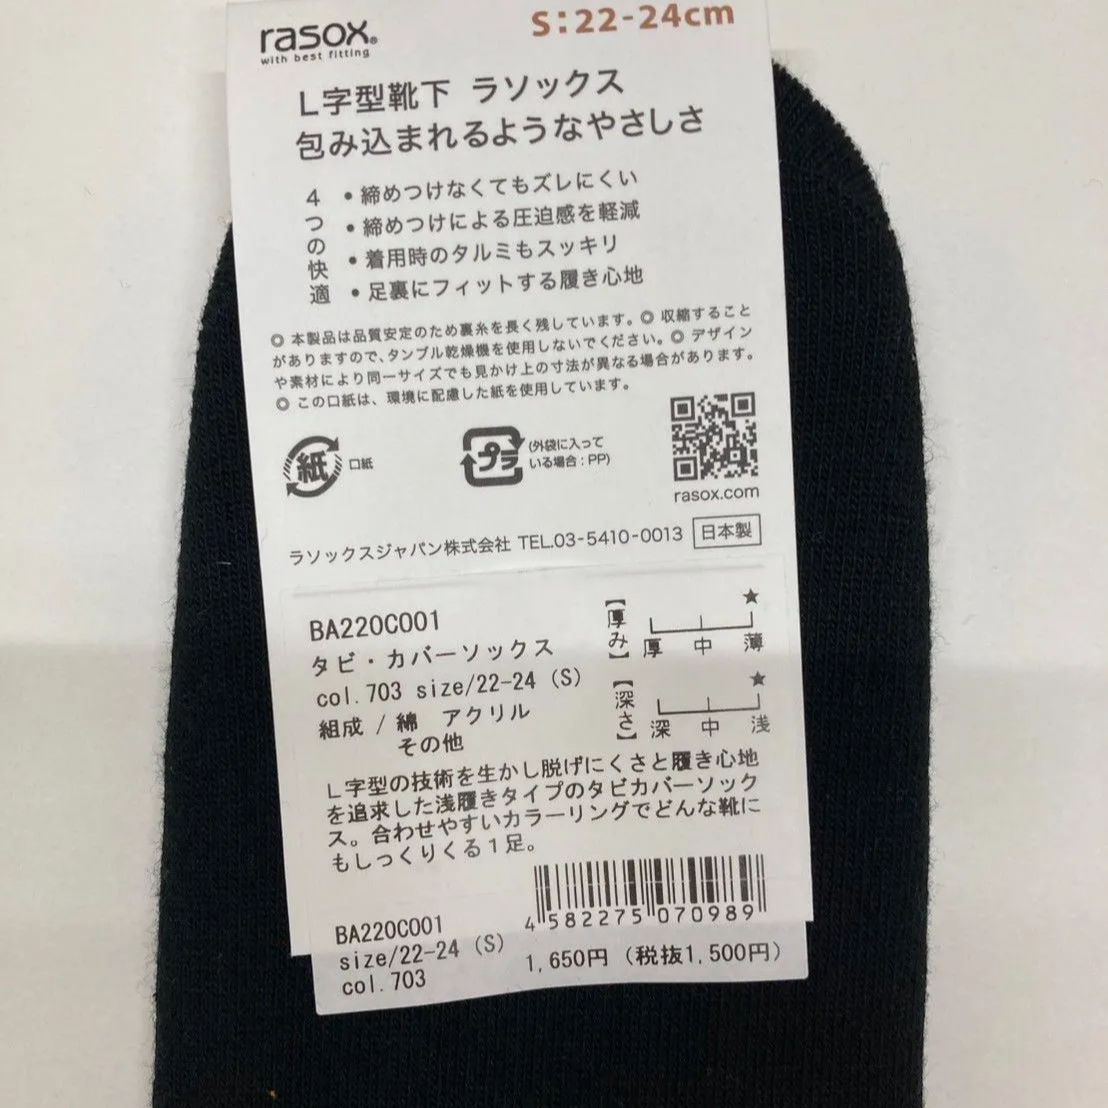 rasox®
with best fitting
S:22-24cm
L字型靴下 ラソックス
包み込まれるようなやさしさ
4つの快適
・締めつけなくてもズレにくい
・締めつけによる圧迫感を軽減
・着用時のタルミもスッキリ
・足裏にフィットする履き心地
◎ 本製品は品質安定のため裏糸を長く残しています。◎ 収縮すること
がありますので、タンブル乾燥機を使用しないでください。◎ デザイン
や素材により同一サイズでも見かけ上の寸法が異なる場合があります。
◎ この口紙は、環境に配慮した紙を使用しています。
紙 口紙
プラ (外袋に入って
いる場合:PP)
rasox.com
ラソックスジャパン株式会社 TEL.03-5410-0013 日本製
BA220C001
タビ・カバーソックス
col.703 size/22-24 (S)
組成 / 綿 アクリル
その他
【厚み】 ★
厚 中 薄
【深さ】 ★
深 中 浅
L字型の技術を生かし脱げにくさと履き心地
を追求した浅履きタイプのタビカバーソック
ス。合わせやすいカラーリングでどんな靴に
もしっくりくる1足。
4 582275 070989
BA220C001
size/22-24 (S)
col.703
1,650円 (税抜1,500円)